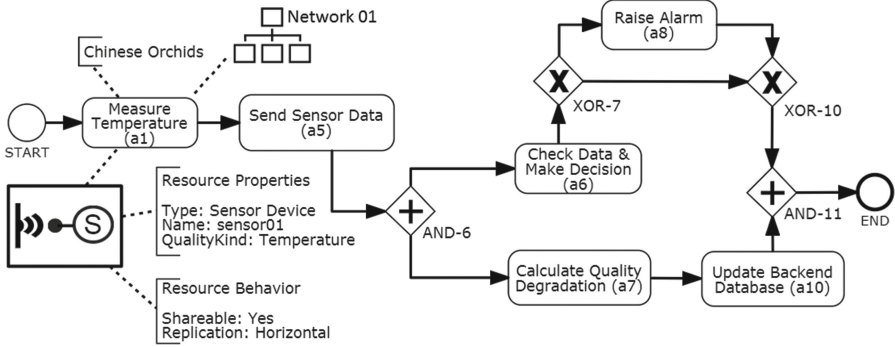 Network 01
Chinese Orchids
Measure
Temperature
(a1)
START
Send Sensor Data
(a5)
Resource Properties
Type: Sensor Device
Name: sensor01
QualityKind: Temperature
S
Resource Behavior
Shareable: Yes
Replication: Horizontal
AND-6
Raise Alarm
(a8)
X
XOR-7
X
XOR-10
Check Data &
Make Decision
(a6)
Calculate Quality
Degradation (a7)
Update Backend
Database (a10)
AND-11
END